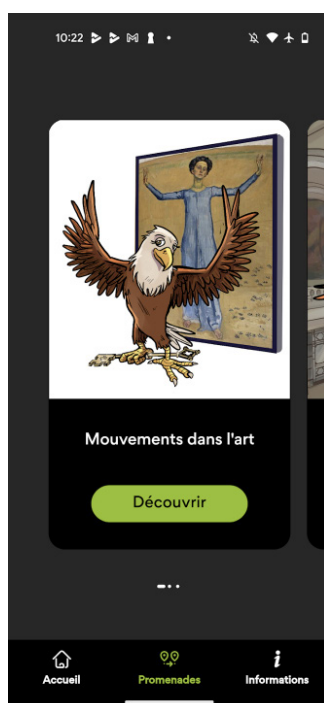 10:22
Mouvements dans l'art
Découvrir
Accueil
Promenades
Informations